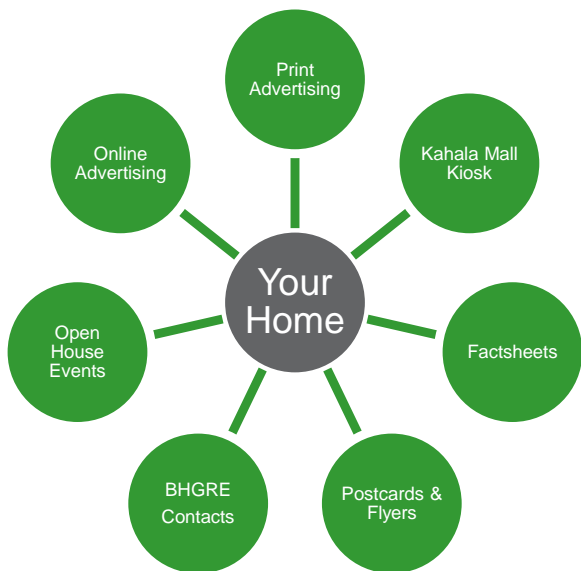 Print
Advertising
Online
Advertising
Kahala Mall
Kiosk
Your
Home
Open
House
Events
Factsheets
BHGRE
Contacts
Postcards &
Flyers